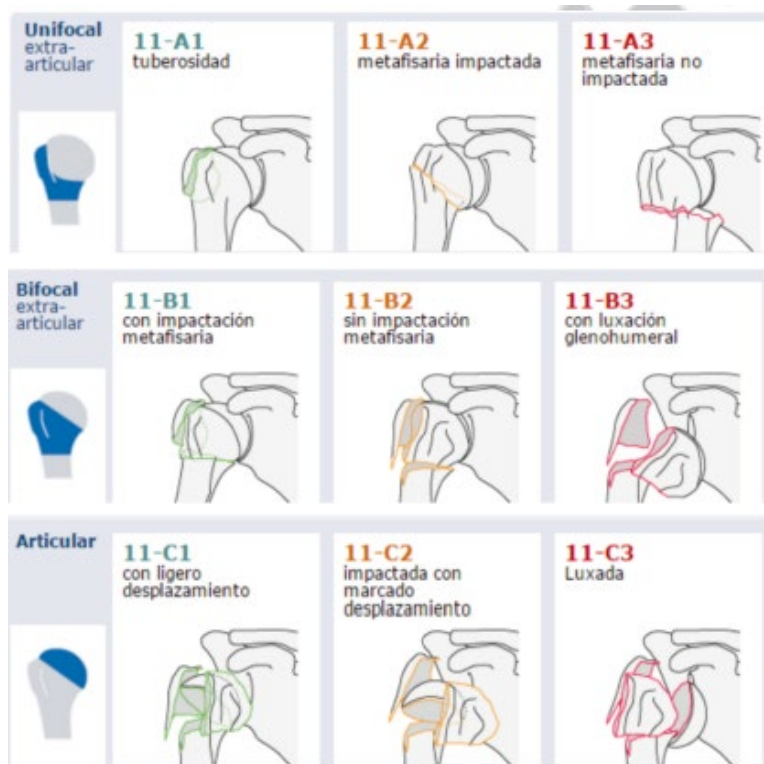 Unifocal
extra-
articular
11-A1
tuberosidad
11-A2
metafisaria impactada
11-A3
metafisaria no
impactada
Bifocal
extra-
articular
11-B1
con impactación
metafisaria
11-B2
sin impactación
metafisaria
11-B3
con luxación
glenohumeral
Articular
11-C1
con ligero
desplazamiento
11-C2
impactada con
marcado
desplazamiento
11-C3
Luxada